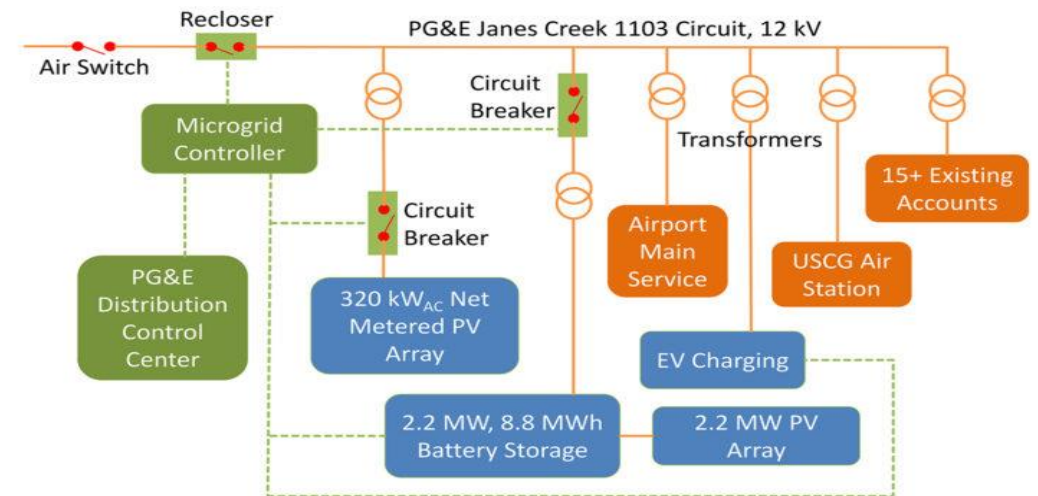 Recloser
PG&E Janes Creek 1103 Circuit, 12 kV
Air Switch
Circuit
Breaker
Microgrid
Controller
Transformers
15+ Existing
Accounts
Circuit
Breaker
Airport
Main
Service
USCG Air
Station
PG&E
Distribution
Control
Center
320 kWAC Net
Metered PV
Array
EV Charging
2.2 MW, 8.8 MWh
Battery Storage
2.2 MW PV
Array